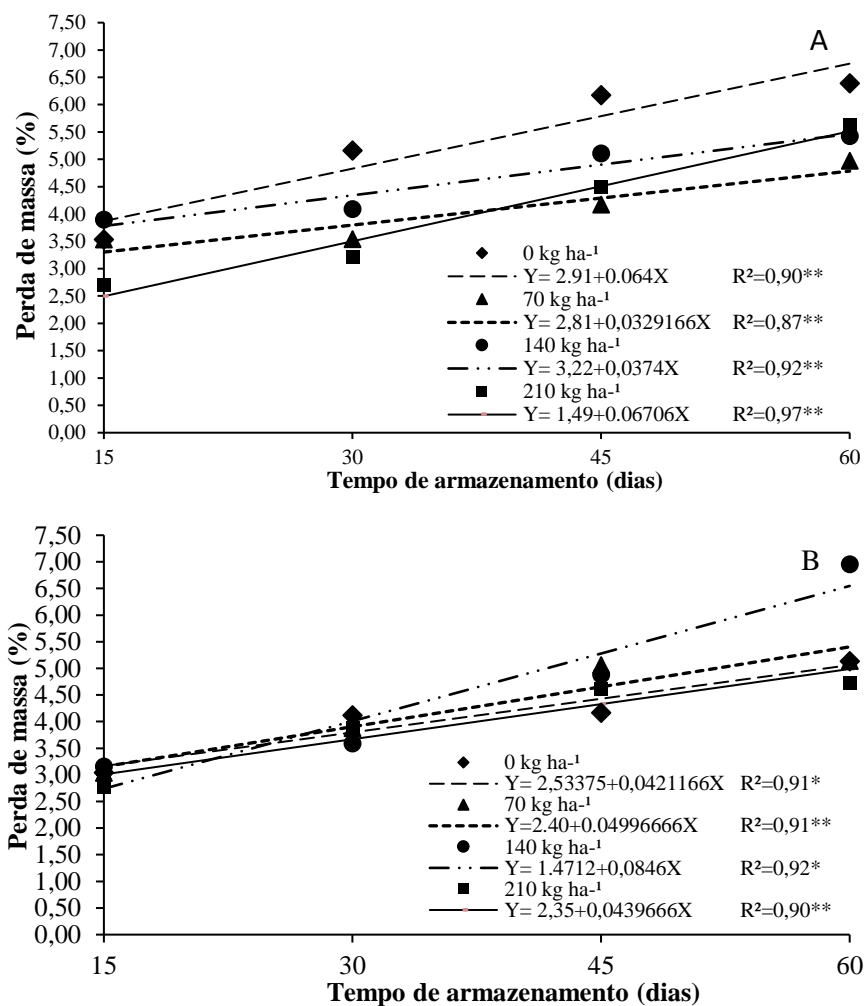 A
Perda de massa (%)
7,50
7,00
6,50
6,00
5,50
5,00
4,50
4,00
3,50
3,00
2,50
2,00
1,50
1,00
0,50
0,00
0 kg ha-¹
Y= 2.91+0.064X R²=0,90**
70 kg ha-¹
Y= 2,81+0,0329166X R²=0,87**
140 kg ha-¹
Y= 3,22+0,0374X R²=0,92**
210 kg ha-¹
Y= 1,49+0.06706X R²=0,97**
15 30 45 60
Tempo de armazenamento (dias)
B
Perda de massa (%)
7,50
7,00
6,50
6,00
5,50
5,00
4,50
4,00
3,50
3,00
2,50
2,00
1,50
1,00
0,50
0,00
0 kg ha-¹
Y= 2,53375+0,0421166X R²=0,91*
70 kg ha-¹
Y=2.40+0.04996666X R²=0,91**
140 kg ha-¹
Y= 1.4712+0,0846X R²=0,92*
210 kg ha-¹
Y= 2,35+0,0439666X R²=0,90**
15 30 45 60
Tempo de armazenamento (dias)